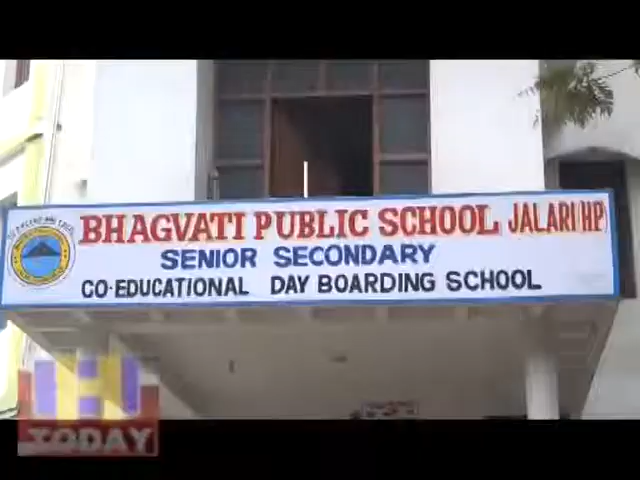 BHAGVATI PUBLIC SCHOOL JALARI (HP)
SENIOR SECONDARY
CO-EDUCATIONAL DAY BOARDING SCHOOL
H
TODAY